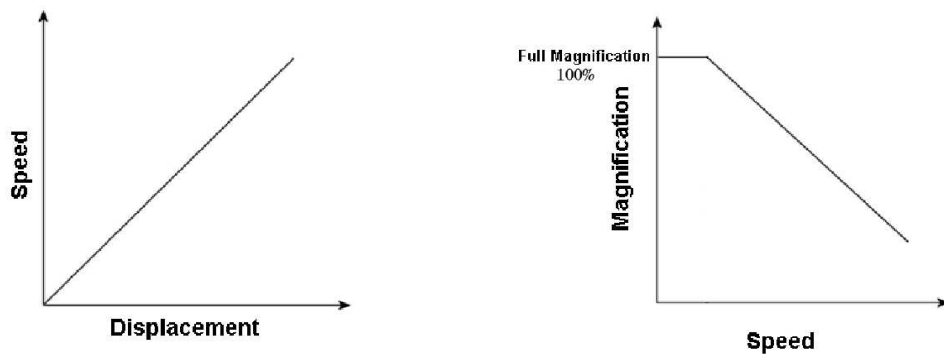 Speed
Displacement
Full Magnification
100%
Magnification
Speed